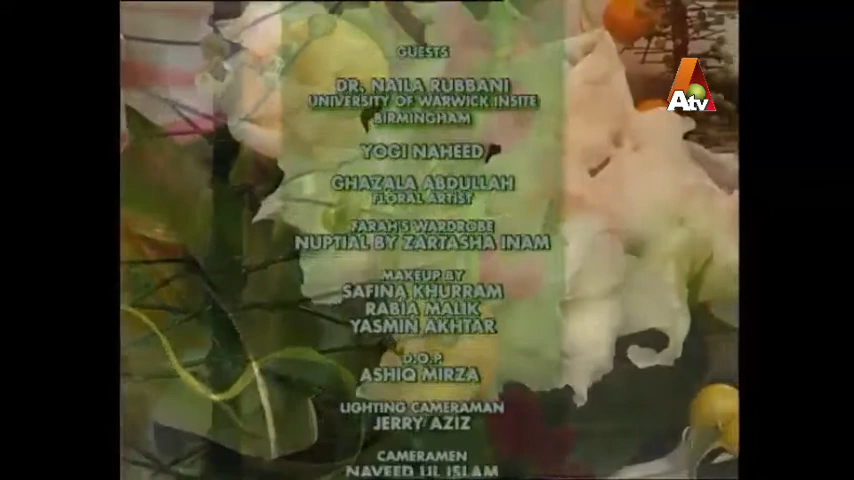 GUESTS
DR. NAILA RUBBANI
UNIVERSITY OF WARWICK INSITE
BIRMINGHAM
YOGI NAHEED
GHAZALA ABDULLAH
FLORAL ARTIST
FARAH'S WARDROBE
NUPTIAL BY ZARTASHA INAM
MAKEUP BY
SAFINA KHURRAM
RABIA MALIK
YASMIN AKHTAR
D.O.P
ASHIQ MIRZA
LIGHTING CAMERAMAN
JERRY AZIZ
CAMERAMEN
NAVEED UL ISLAM
Atv